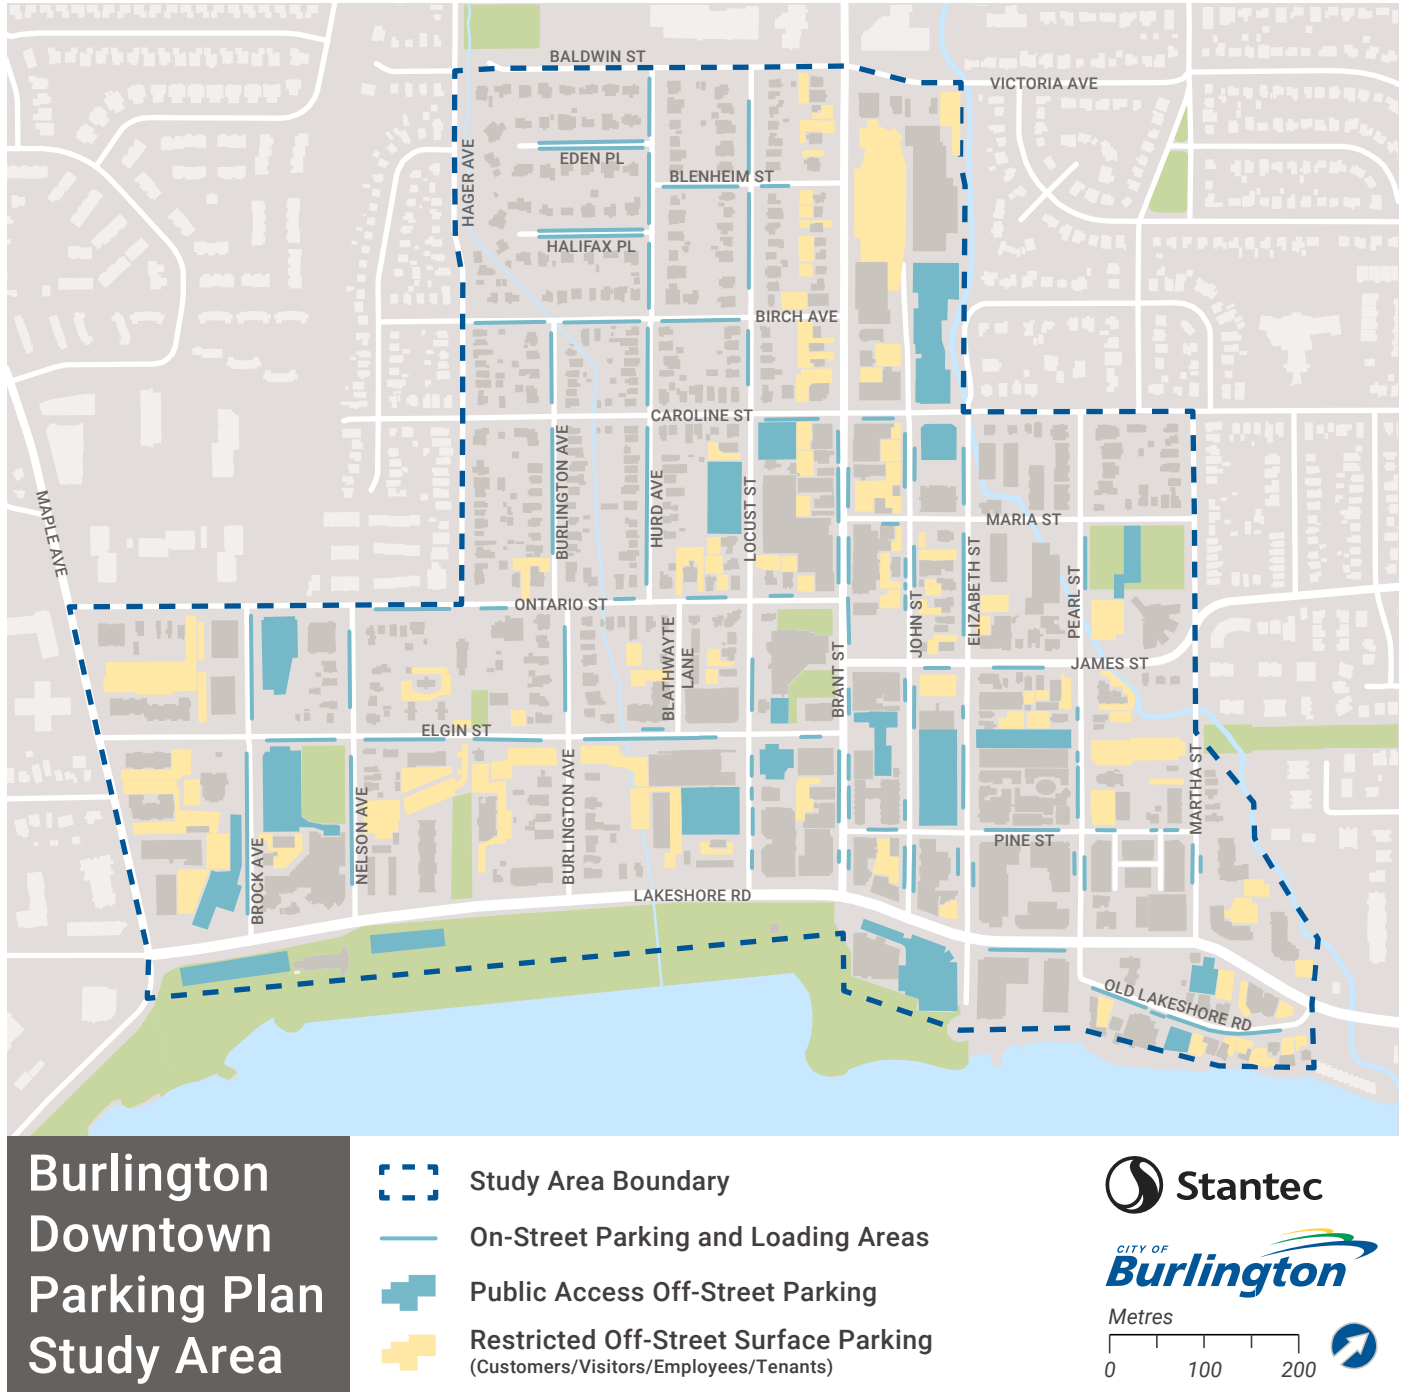 BALDWIN ST
VICTORIA AVE
HAGER AVE
EDEN PL
BLENHEIM ST
HALIFAX PL
BIRCH AVE
CAROLINE ST
BURLINGTON AVE
HURD AVE
LOCUST ST
MAPLE AVE
MARIA ST
ELIZABETH ST
PEARL ST
JOHN ST
ONTARIO ST
BLATHWAYTE
LANE
BRANT ST
JAMES ST
ELGIN ST
BURLINGTON AVE
MARTHA ST
NELSON AVE
BROCK AVE
PINE ST
LAKESHORE RD
OLD LAKESHORE RD
Burlington
Downtown
Parking Plan
Study Area
Study Area Boundary
On-Street Parking and Loading Areas
Public Access Off-Street Parking
Restricted Off-Street Surface Parking
(Customers/Visitors/Employees/Tenants)
Stantec
CITY OF
Burlington
Metres
0 100 200